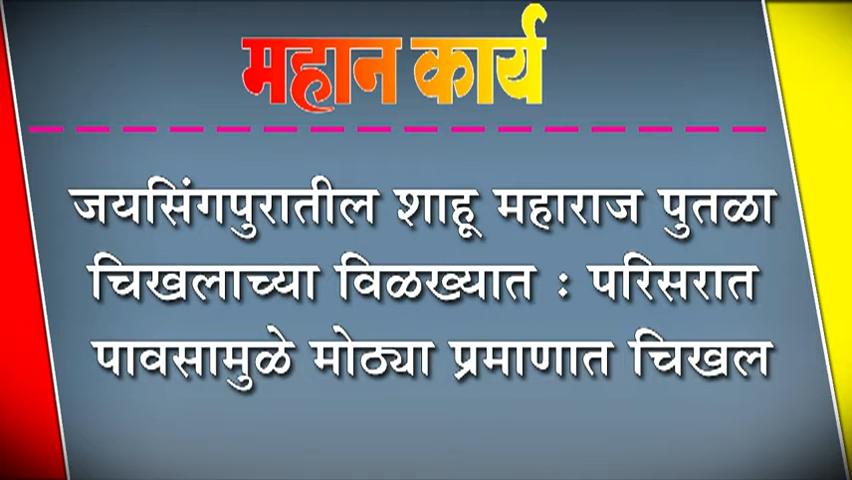 महान कार्य
जयसिंगपुरातील शाहू महाराज पुतळा
चिखलाच्या विळख्यात : परिसरात
पावसामुळे मोठ्या प्रमाणात चिखल